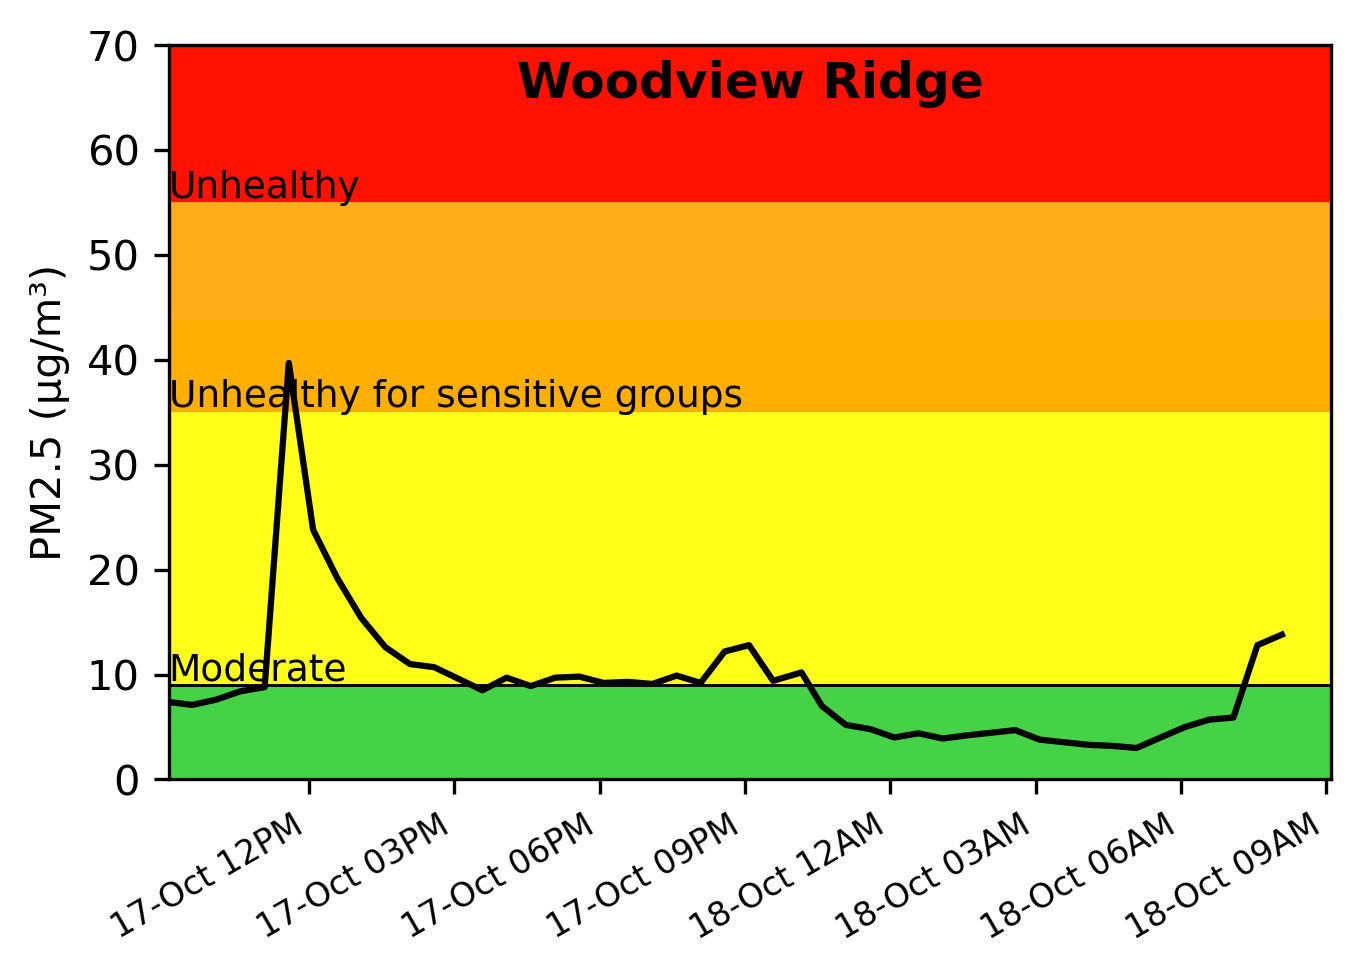 Woodview Ridge
70
60
50
40
30
20
10
0
PM2.5 (µg/m³)
Unhealthy
Unhealthy for sensitive groups
Moderate
17-Oct 12PM
17-Oct 03PM
17-Oct 06PM
17-Oct 09PM
18-Oct 12AM
18-Oct 03AM
18-Oct 06AM
18-Oct 09AM